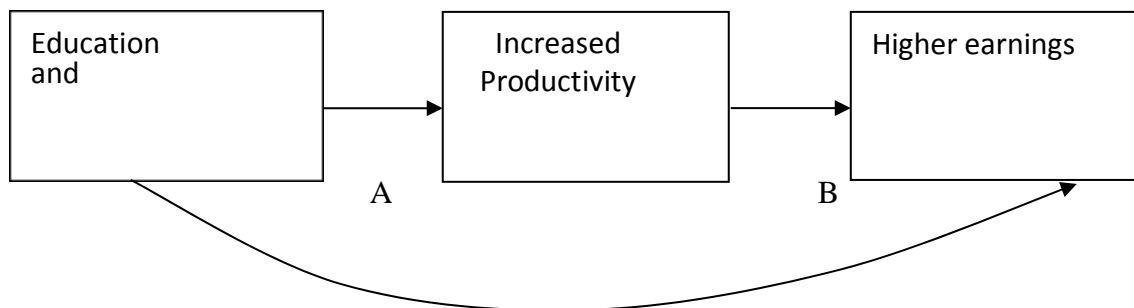 Education
and
Increased
Productivity
Higher earnings
A
B